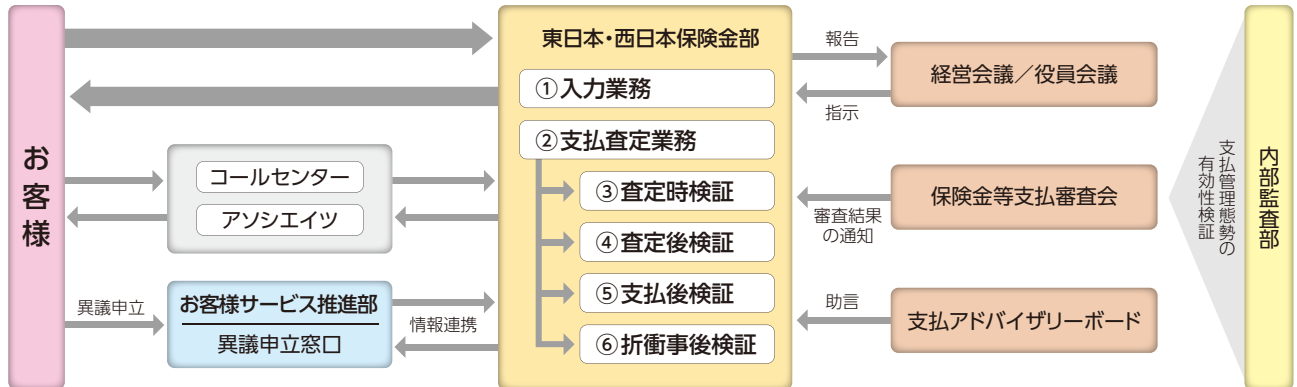 お客様
コールセンター
アソシエイツ
異議申立
お客様サービス推進部
異議申立窓口
情報連携
東日本・西日本保険金部
①入力業務
②支払査定業務
③査定時検証
④査定後検証
⑤支払後検証
⑥折衝事後検証
報告
指示
経営会議／役員会議
審査結果
の通知
保険金等支払審査会
助言
支払アドバイザリーボード
支払管理態勢の
有効性検証
内部監査部